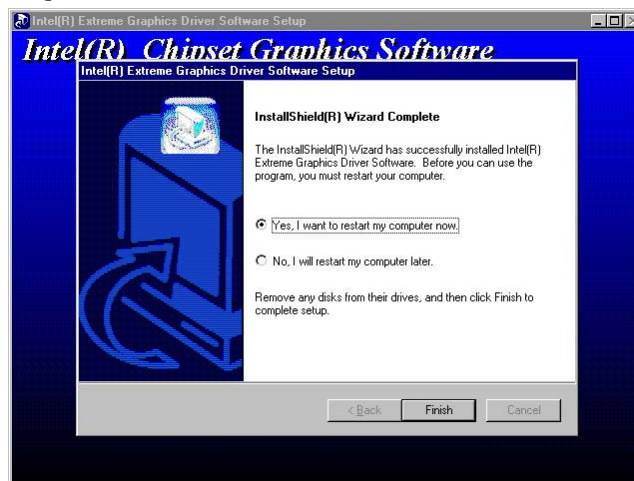 Intel(R) Extreme Graphics Driver Software Setup
Intel(R) Chipset Graphics Software
Intel(R) Extreme Graphics Driver Software Setup
InstallShield(R) Wizard Complete
The InstallShield(R) Wizard has successfully installed Intel(R)
Extreme Graphics Driver Software. Before you can use the
program, you must restart your computer.
Yes, I want to restart my computer now.
No, I will restart my computer later.
Remove any disks from their drives, and then click Finish to
complete setup.
< Back Finish Cancel